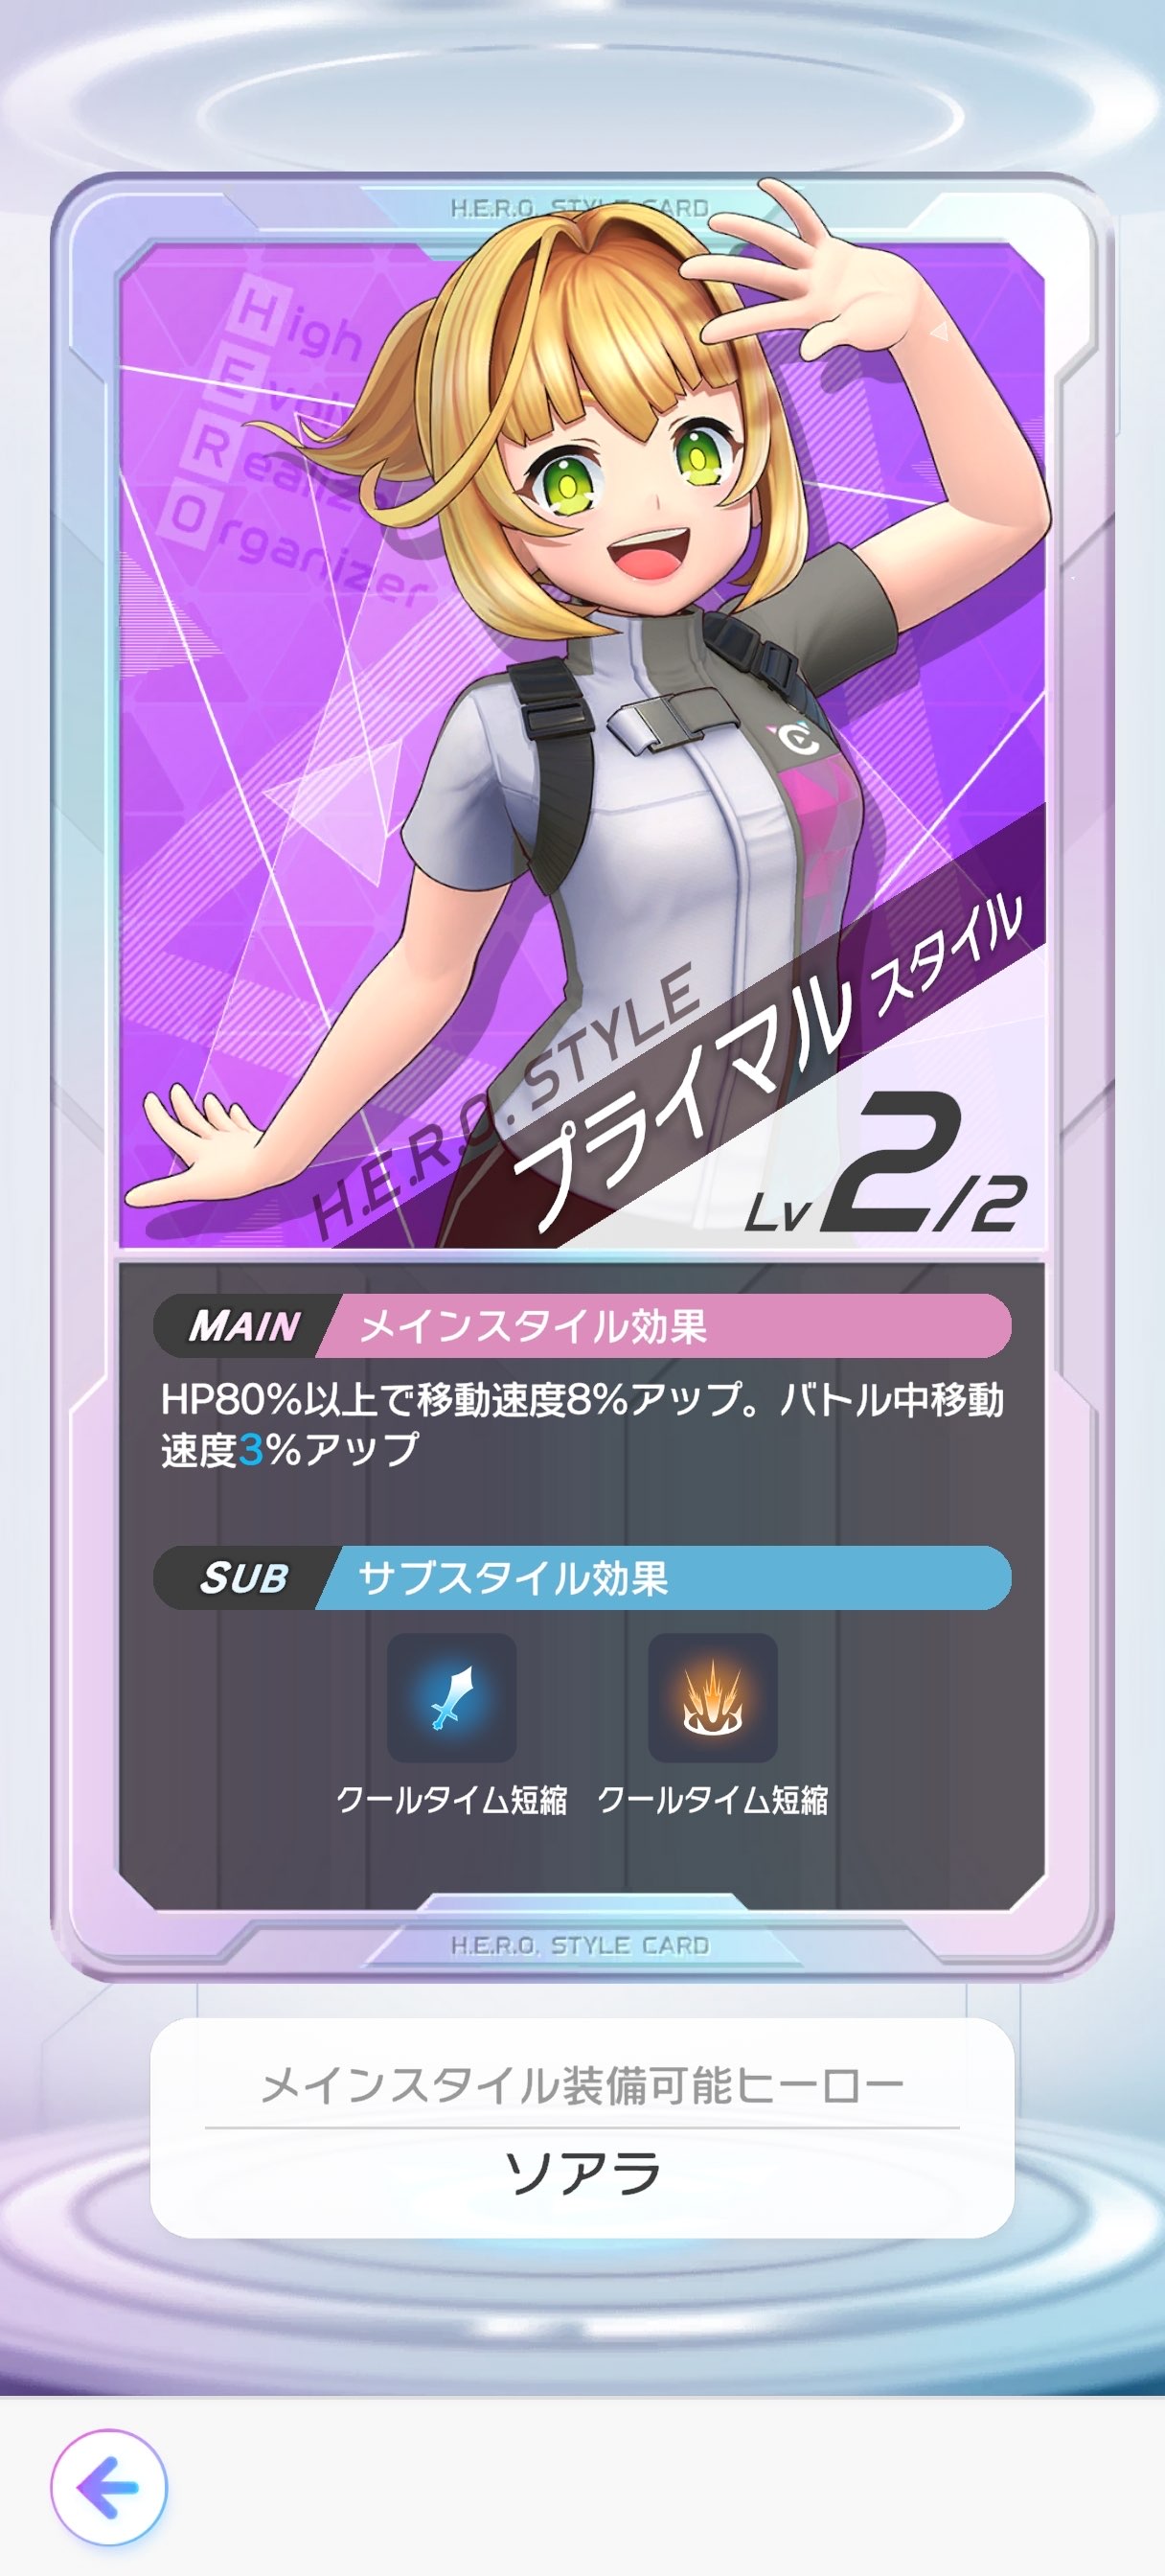 H.E.R.O. STYLE CARD
High
Realize
Organizer
H.E.R.O. STYLE
プライマルスタイル
Lv2/2
MAIN メインスタイル効果
HP80%以上で移動速度8%アップ。バトル中移動
速度3%アップ
SUB サブスタイル効果
クールタイム短縮 クールタイム短縮
H.E.R.O. STYLE CARD
メインスタイル装備可能ヒーロー
ソアラ